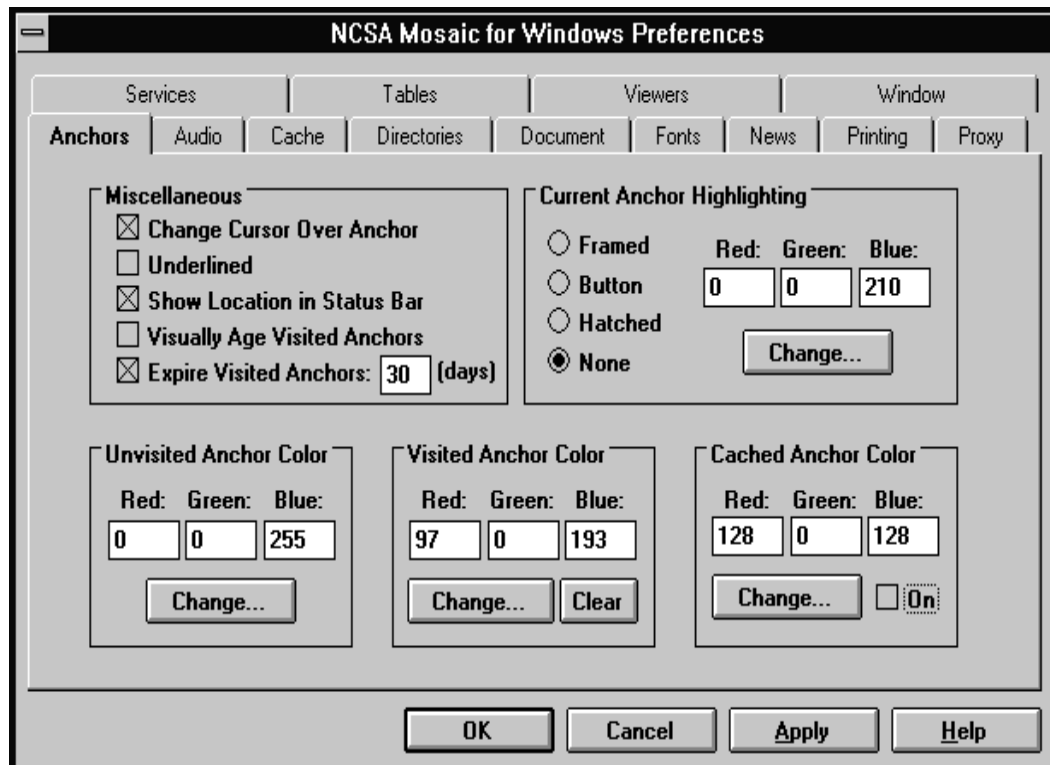 NCSA Mosaic for Windows Preferences
Services Tables Viewers Window
Anchors Audio Cache Directories Document Fonts News Printing Proxy
Miscellaneous
Change Cursor Over Anchor
Underlined
Show Location in Status Bar
Visually Age Visited Anchors
Expire Visited Anchors: 30 (days)
Current Anchor Highlighting
Framed
Button
Hatched
None
Red: Green: Blue:
0 0 210
Change...
Unvisited Anchor Color
Red: Green: Blue:
0 0 255
Change...
Visited Anchor Color
Red: Green: Blue:
97 0 193
Change... Clear
Cached Anchor Color
Red: Green: Blue:
128 0 128
Change... On
OK Cancel Apply Help